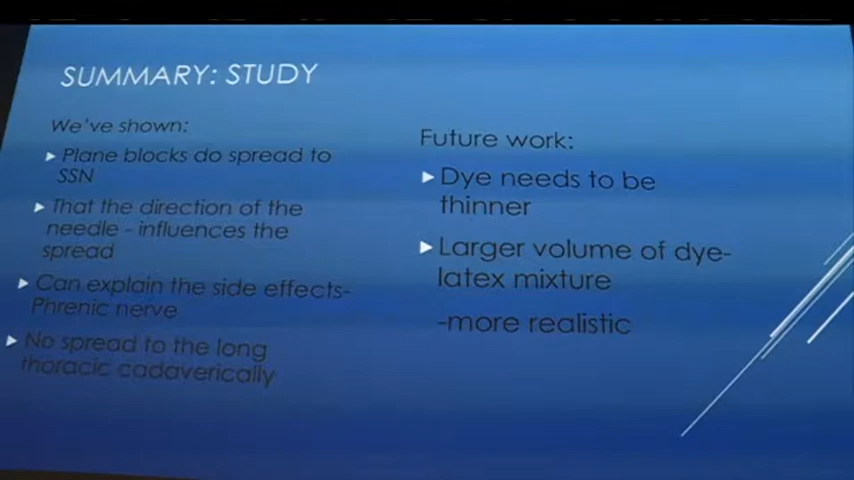 SUMMARY: STUDY
We've shown:
Plane blocks do spread to
SSN
That the direction of the
needle - influences the
spread
Can explain the side effects-
Phrenic nerve
No spread to the long
thoracic cadaverically
Future work:
Dye needs to be
thinner
Larger volume of dye-
latex mixture
-more realistic